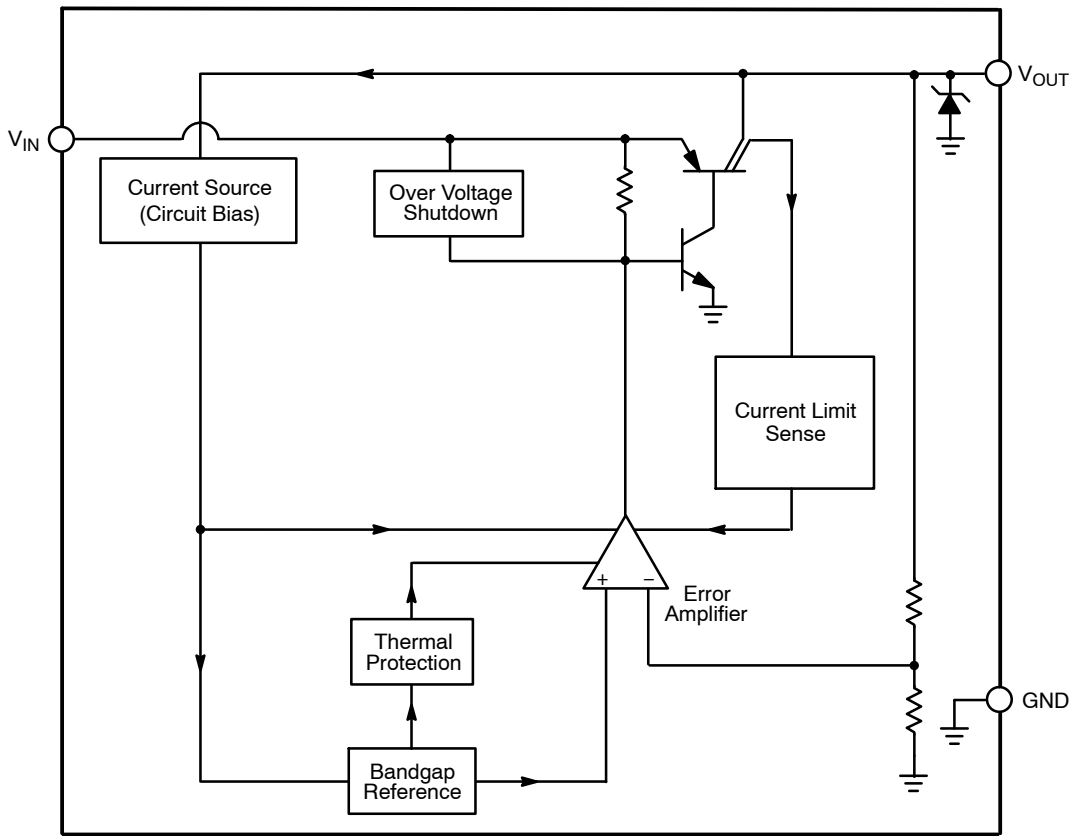 V_OUT
V_IN
Current Source
(Circuit Bias)
Over Voltage
Shutdown
Current Limit
Sense
+ −
Error
Amplifier
Thermal
Protection
GND
Bandgap
Reference